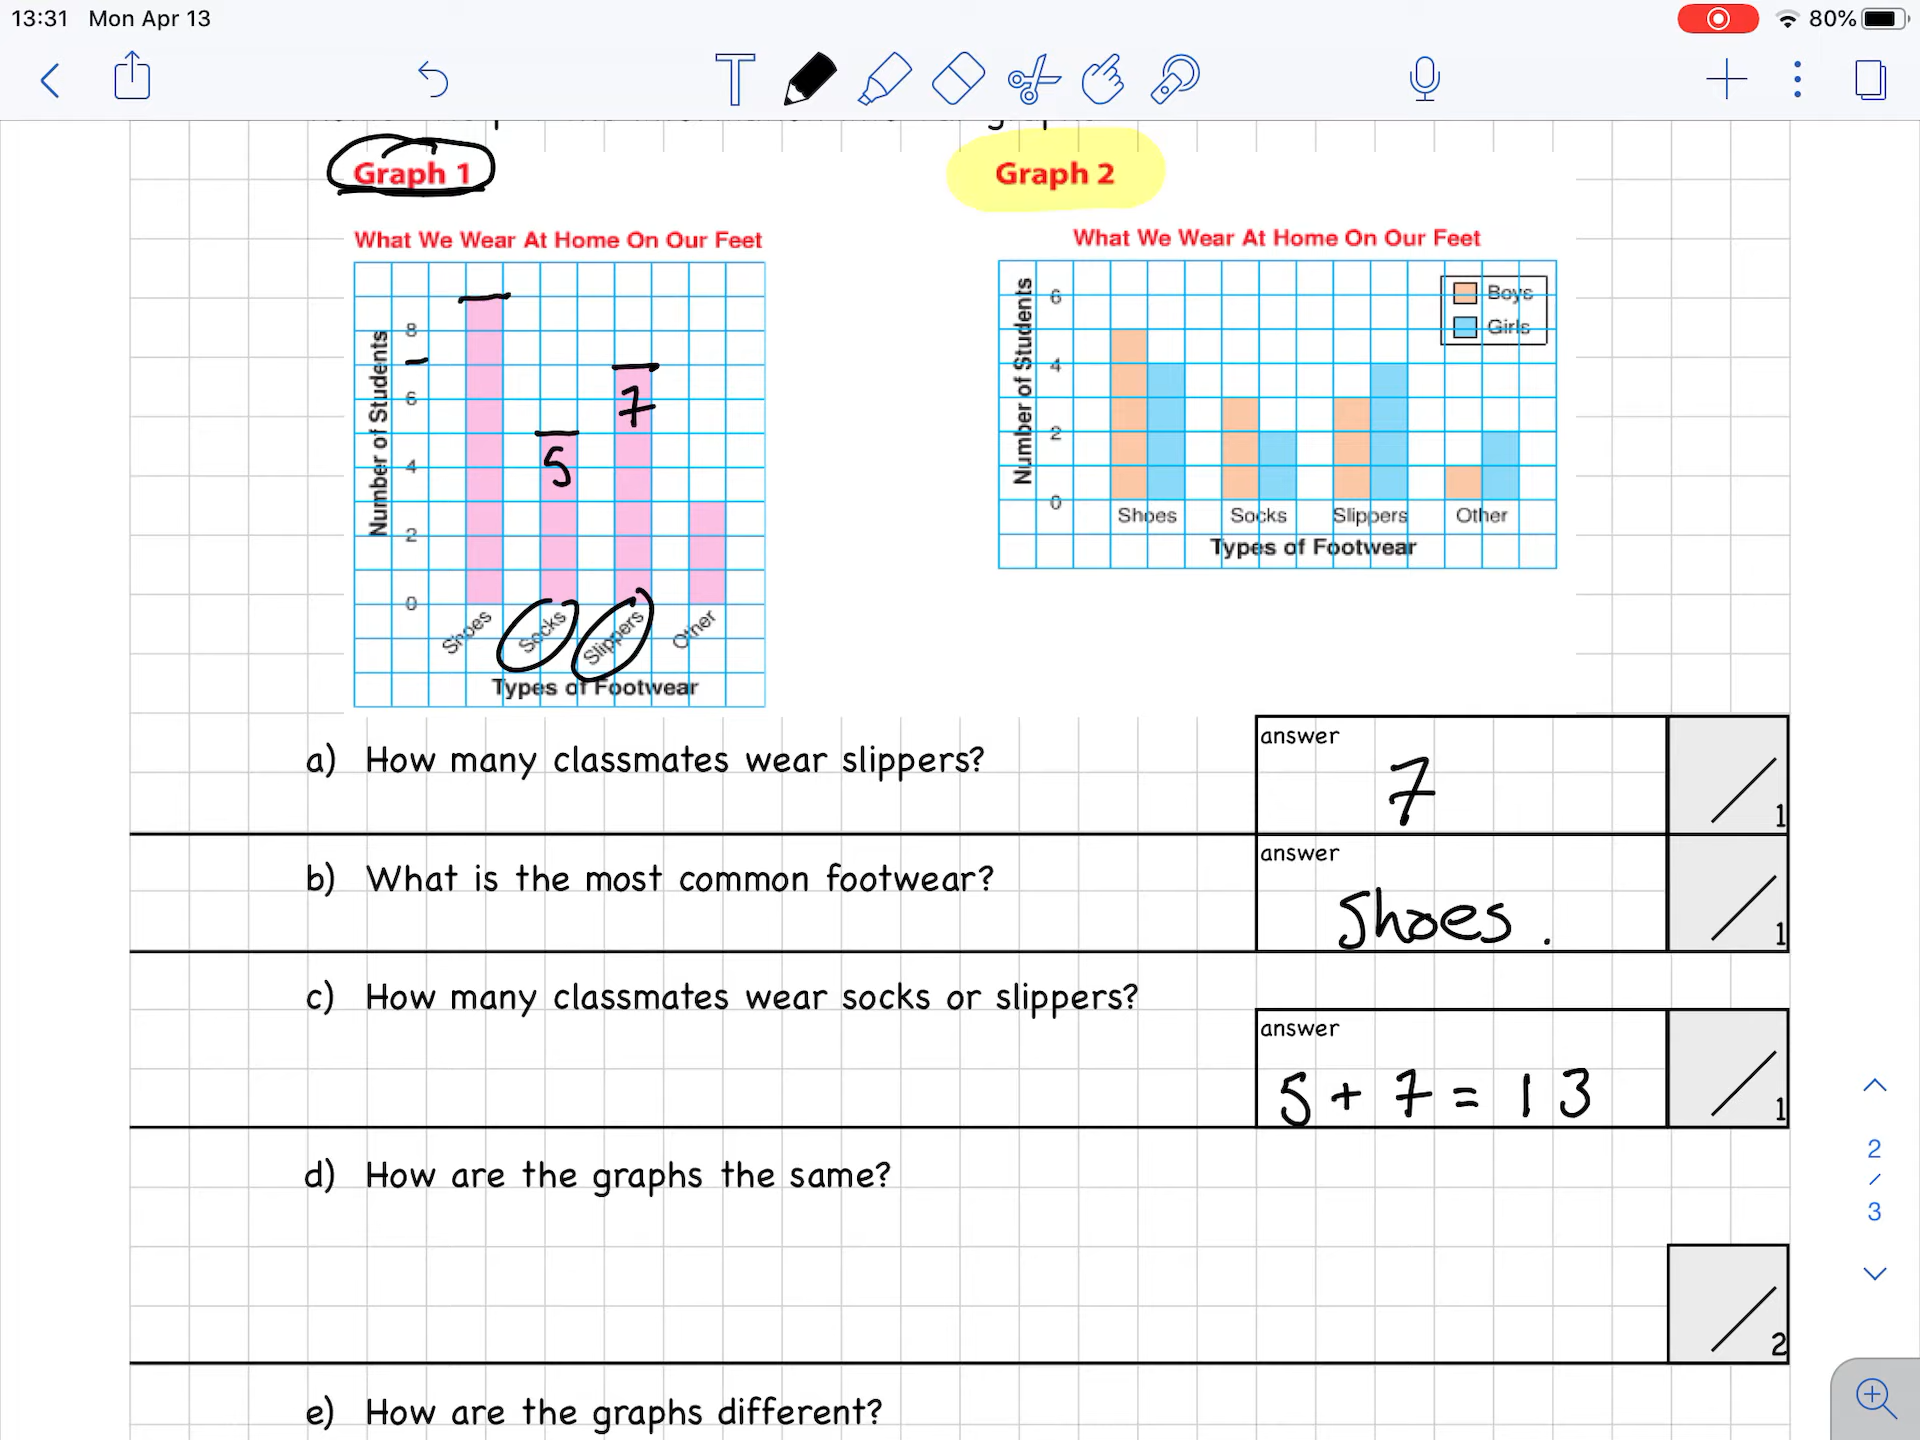 13:31 Mon Apr 13
80%
Graph 1
Graph 2
What We Wear At Home On Our Feet
Number of Students
8
6
4
2
0
7
5
Shoes
Socks
Slippers
Other
Types of Footwear
What We Wear At Home On Our Feet
Number of Students
6
4
2
0
Boys
Girls
Shoes
Socks
Slippers
Other
Types of Footwear
a) How many classmates wear slippers?
answer
7
1
b) What is the most common footwear?
answer
Shoes.
1
c) How many classmates wear socks or slippers?
answer
5 + 7 = 13
1
d) How are the graphs the same?
2
e) How are the graphs different?
2
/
3